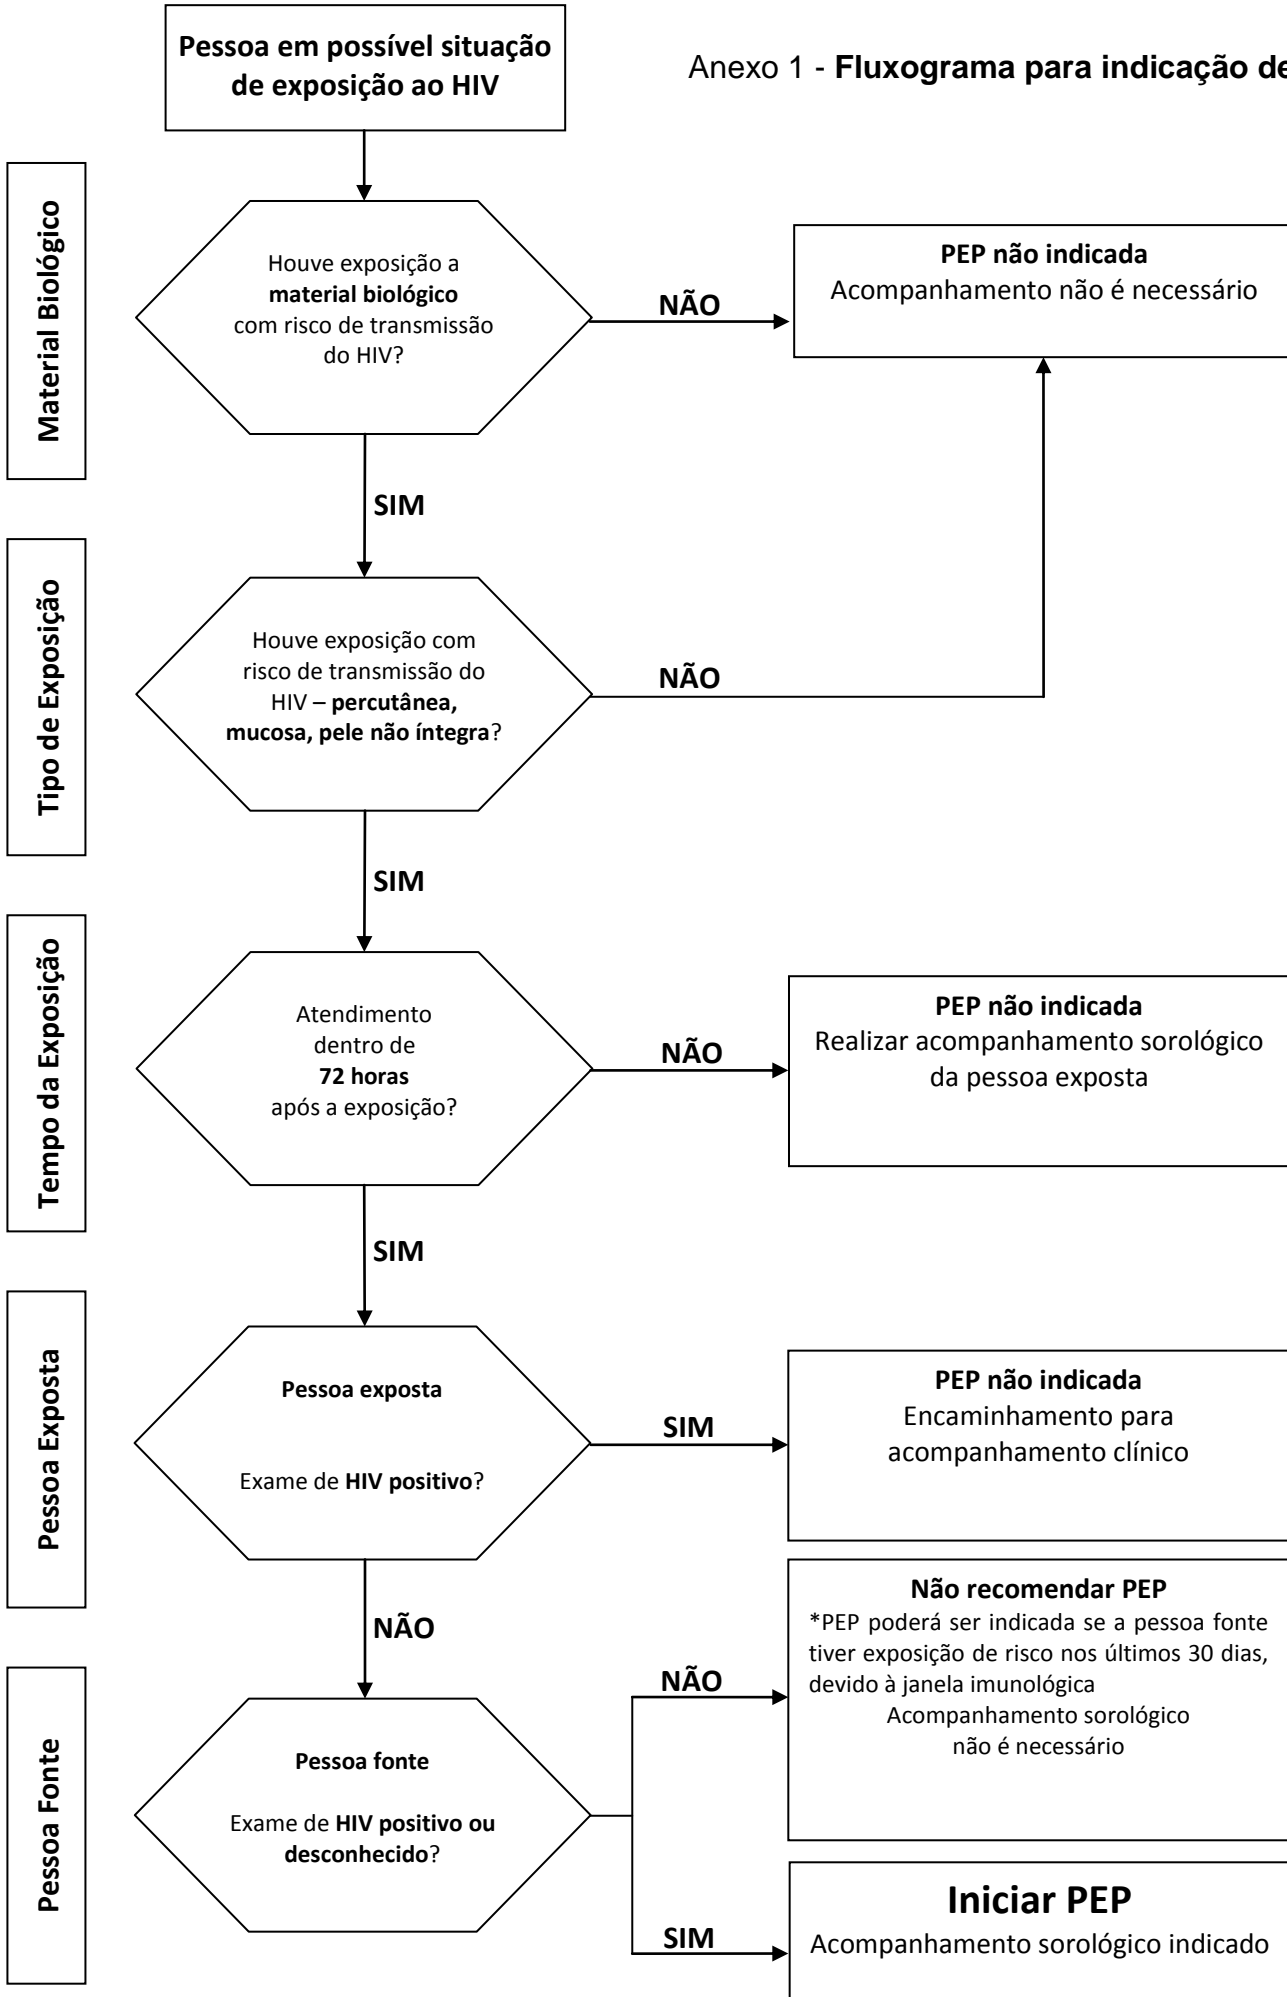 Pessoa em possível situação
de exposição ao HIV
Anexo 1 - Fluxograma para indicação de
Material Biológico
Houve exposição a
material biológico
com risco de transmissão
do HIV?
NÃO
PEP não indicada
Acompanhamento não é necessário
SIM
Tipo de Exposição
Houve exposição com
risco de transmissão do
HIV – percutânea,
mucosa, pele não íntegra?
NÃO
SIM
Tempo da Exposição
Atendimento
dentro de
72 horas
após a exposição?
NÃO
PEP não indicada
Realizar acompanhamento sorológico
da pessoa exposta
SIM
Pessoa Exposta
Pessoa exposta
Exame de HIV positivo?
SIM
PEP não indicada
Encaminhamento para
acompanhamento clínico
NÃO
Pessoa Fonte
Pessoa fonte
Exame de HIV positivo ou
desconhecido?
NÃO
Não recomendar PEP
*PEP poderá ser indicada se a pessoa fonte
tiver exposição de risco nos últimos 30 dias,
devido à janela imunológica
Acompanhamento sorológico
não é necessário
SIM
Iniciar PEP
Acompanhamento sorológico indicado